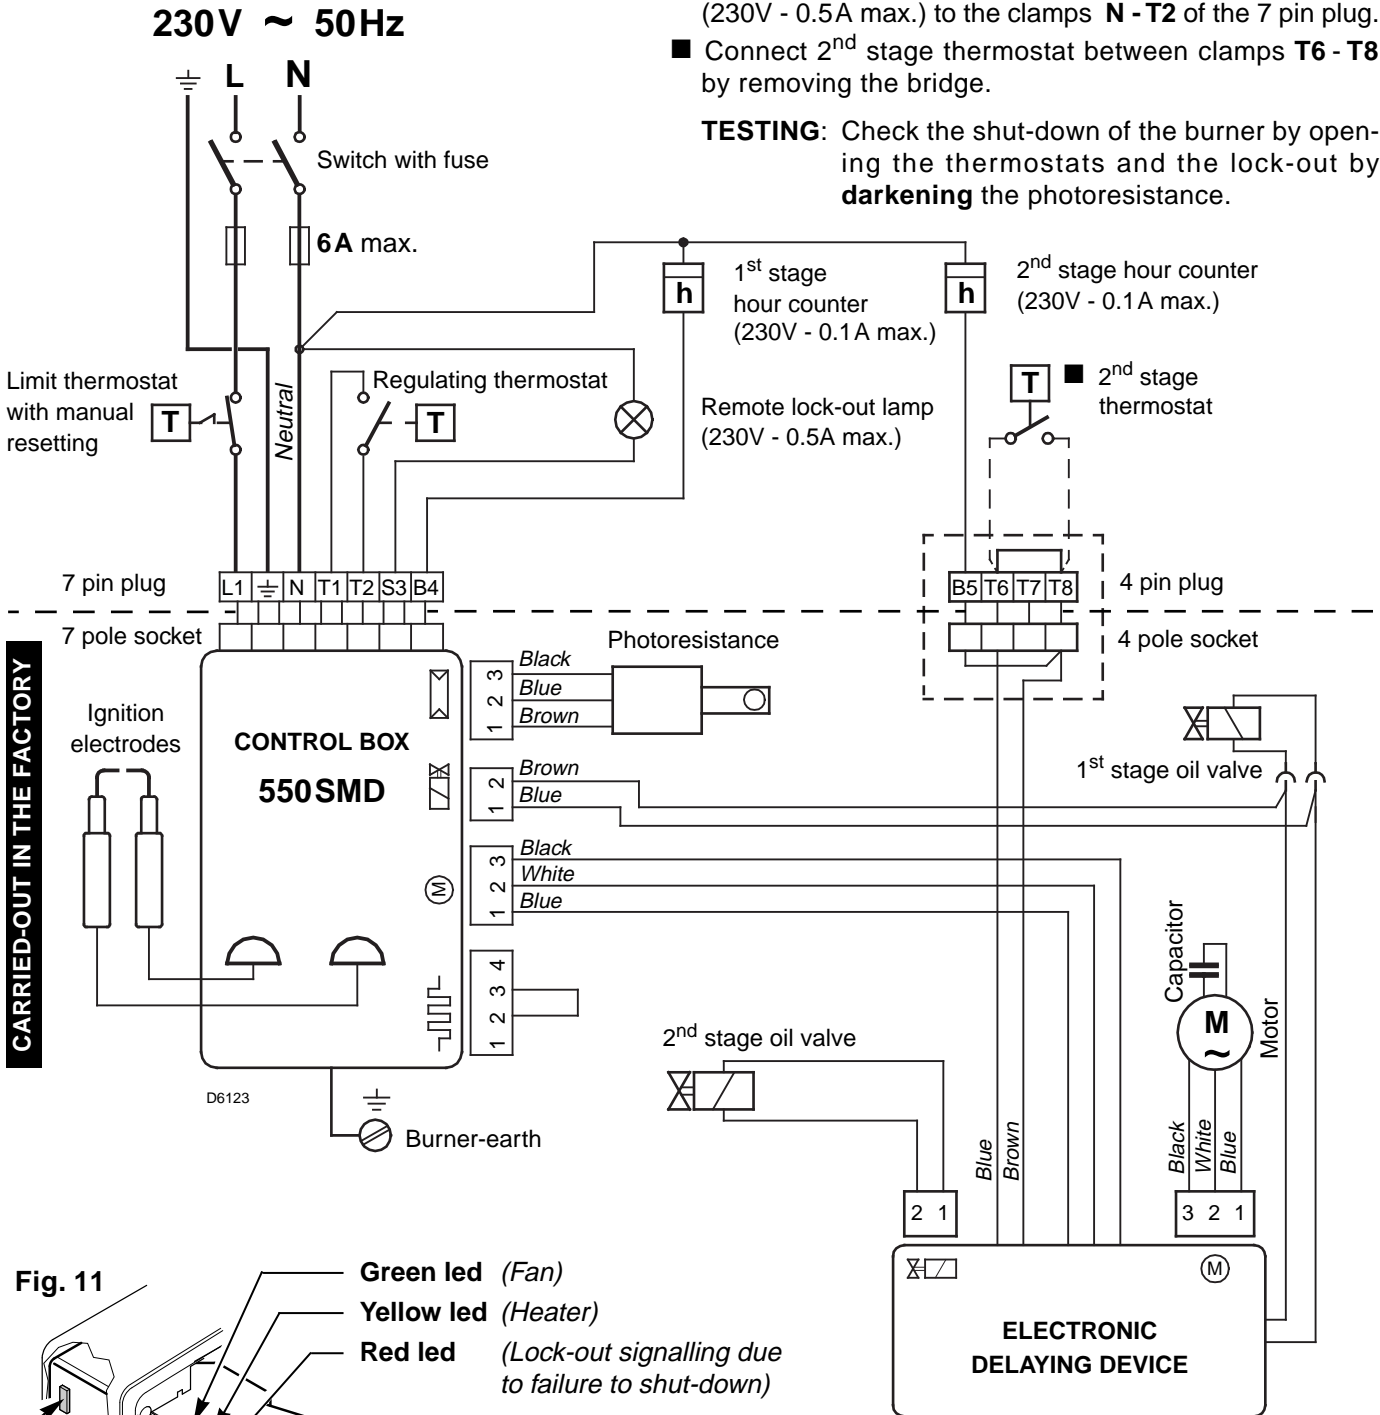 230V ~ 50Hz
(230V - 0.5A max.) to the clamps N - T2 of the 7 pin plug.
■ Connect 2nd stage thermostat between clamps T6 - T8
by removing the bridge.
TESTING: Check the shut-down of the burner by open-
ing the thermostats and the lock-out by
darkening the photoresistance.
L N
Switch with fuse
6A max.
h
1st stage
hour counter
(230V - 0.1A max.)
h
2nd stage hour counter
(230V - 0.1A max.)
Limit thermostat
with manual
resetting
T
Neutral
Regulating thermostat
T
Remote lock-out lamp
(230V - 0.5A max.)
T
■ 2nd stage
thermostat
7 pin plug
L1 N T1 T2 S3 B4
B5 T6 T7 T8
4 pin plug
7 pole socket
4 pole socket
CARRIED-OUT IN THE FACTORY
Ignition
electrodes
CONTROL BOX
550SMD
Photoresistance
3 Black
2 Blue
1 Brown
2 Brown
1 Blue
M
3 Black
2 White
1 Blue
4
3
2
1
1st stage oil valve
Capacitor
M
~
Motor
2nd stage oil valve
D6123
Burner-earth
Blue
Brown
Black
White
Blue
2 1
3 2 1
M
ELECTRONIC
DELAYING DEVICE
Fig. 11
Green led (Fan)
Yellow led (Heater)
Red led (Lock-out signalling due
to failure to shut-down)